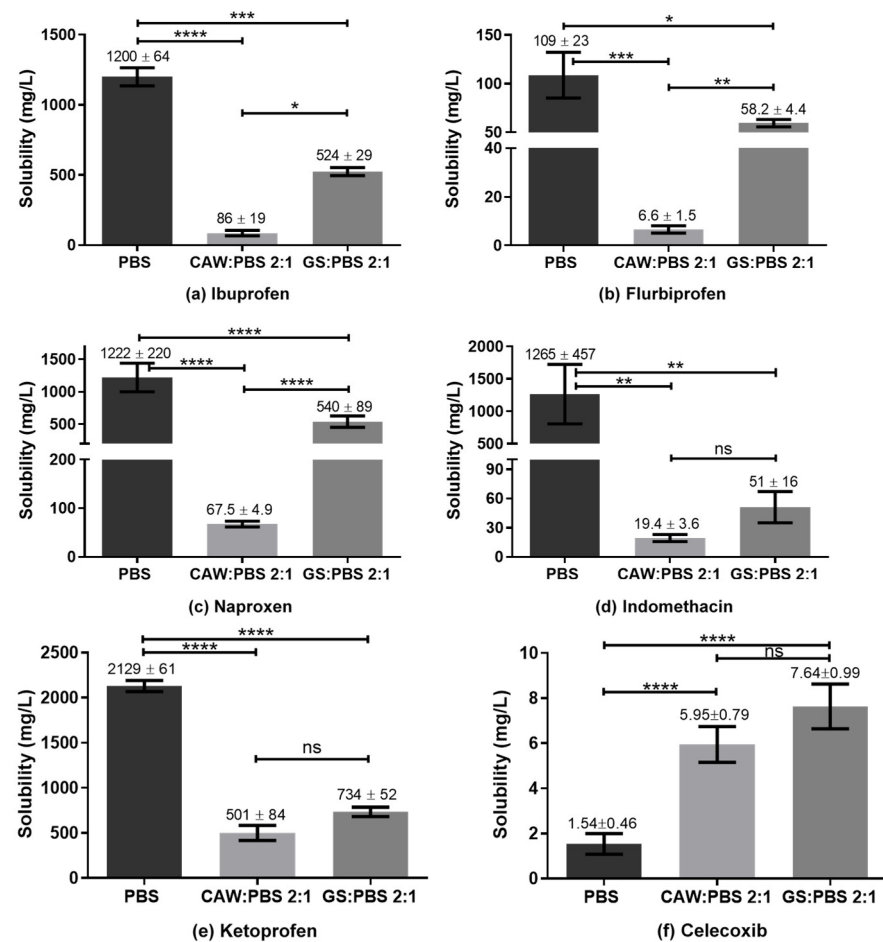 ***
****
1200 ± 64
*
524 ± 29
86 ± 19
Solubility (mg/L)
1500
1000
500
0
PBS CAW:PBS 2:1 GS:PBS 2:1
(a) Ibuprofen
*
109 ± 23
***
**
58.2 ± 4.4
6.6 ± 1.5
Solubility (mg/L)
150
100
50
40
20
0
PBS CAW:PBS 2:1 GS:PBS 2:1
(b) Flurbiprofen
****
1222 ± 220
****
****
540 ± 89
67.5 ± 4.9
Solubility (mg/L)
1500
1000
500
200
100
0
PBS CAW:PBS 2:1 GS:PBS 2:1
(c) Naproxen
1265 ± 457
**
**
ns
51 ± 16
19.4 ± 3.6
Solubility (mg/L)
2000
1500
1000
500
90
60
30
0
PBS CAW:PBS 2:1 GS:PBS 2:1
(d) Indomethacin
****
****
2129 ± 61
ns
501 ± 84
734 ± 52
Solubility (mg/L)
2500
2000
1500
1000
500
0
PBS CAW:PBS 2:1 GS:PBS 2:1
(e) Ketoprofen
****
ns
7.64±0.99
****
5.95±0.79
1.54±0.46
Solubility (mg/L)
10
8
6
4
2
0
PBS CAW:PBS 2:1 GS:PBS 2:1
(f) Celecoxib